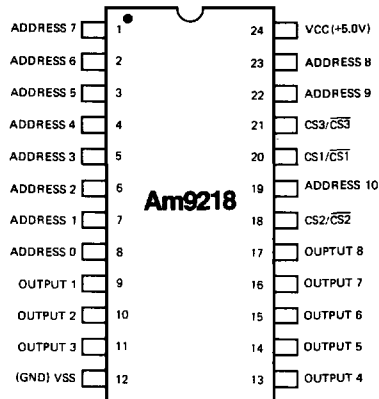 ADDRESS 7 1 24 VCC (+5.0V)
ADDRESS 6 2 23 ADDRESS 8
ADDRESS 5 3 22 ADDRESS 9
ADDRESS 4 4 21 CS3/C̅S̅3̅
ADDRESS 3 5 20 CS1/C̅S̅1̅
ADDRESS 2 6 19 ADDRESS 10
Am9218
ADDRESS 1 7 18 CS2/C̅S̅2̅
ADDRESS 0 8 17 OUPTUT 8
OUTPUT 1 9 16 OUTPUT 7
OUTPUT 2 10 15 OUTPUT 6
OUTPUT 3 11 14 OUTPUT 5
(GND) VSS 12 13 OUTPUT 4